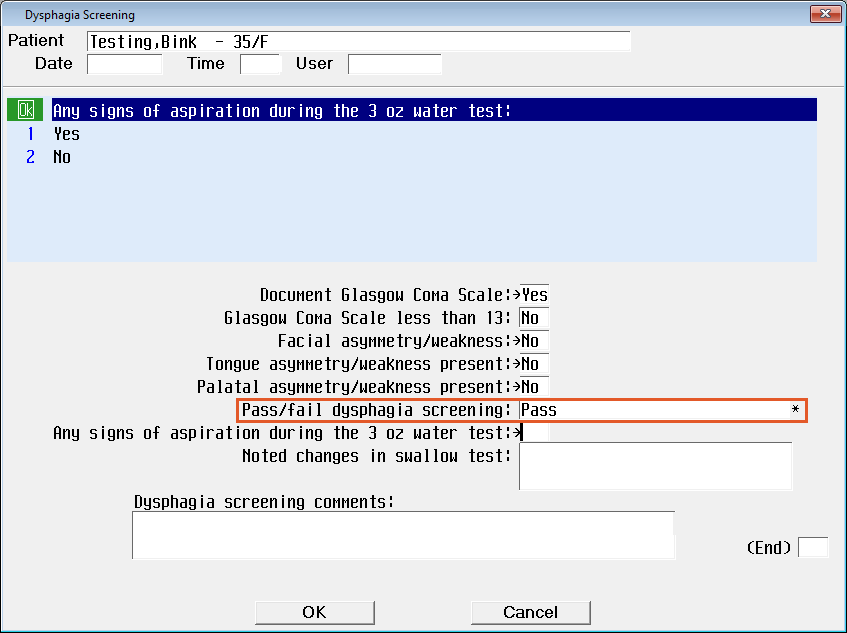 Dysphagia Screening
Patient Testing,Bink - 35/F
Date Time User
Ok Any signs of aspiration during the 3 oz water test:
1 Yes
2 No
Document Glasgow Coma Scale:→Yes
Glasgow Coma Scale less than 13: No
Facial asymmetry/weakness:→No
Tongue asymmetry/weakness present:→No
Palatal asymmetry/weakness present:→No
Pass/fail dysphagia screening: Pass *
Any signs of aspiration during the 3 oz water test:→
Noted changes in swallow test:
Dysphagia screening comments:
(End)
OK Cancel